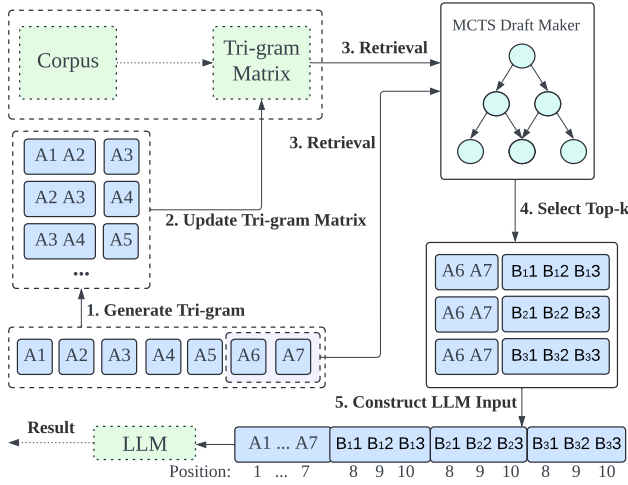 Corpus
Tri-gram
Matrix
3. Retrieval
MCTS Draft Maker
3. Retrieval
A1 A2 A3
A2 A3 A4
A3 A4 A5
...
2. Update Tri-gram Matrix
4. Select Top-k
1. Generate Tri-gram
A6 A7 B₁1 B₁2 B₁3
A6 A7 B₂1 B₂2 B₂3
A6 A7 B₃1 B₃2 B₃3
A1 A2 A3 A4 A5 A6 A7
5. Construct LLM Input
Result
LLM
A1 ... A7 B₁1 B₁2 B₁3 B₂1 B₂2 B₂3 B₃1 B₃2 B₃3
Position: 1 ... 7 8 9 10 8 9 10 8 9 10